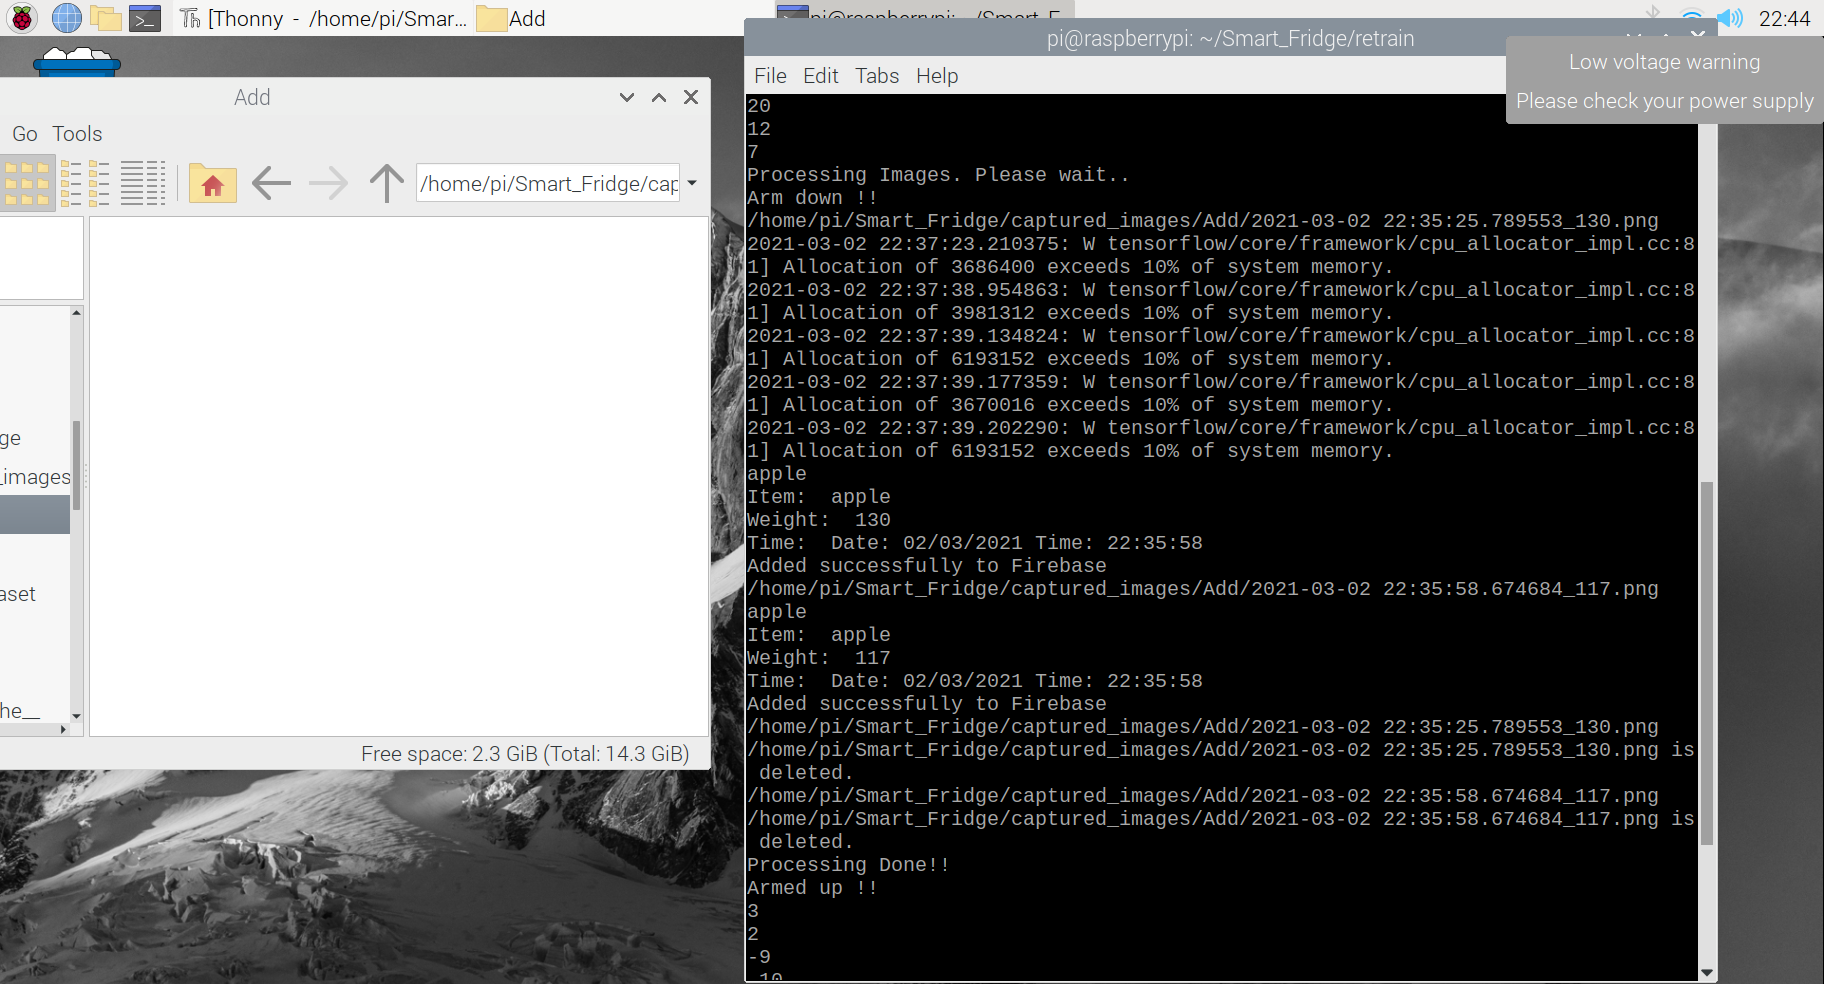 [Thonny - /home/pi/Smar...
Add
pi@raspberrypi: ~/Smart_F...
22:44
pi@raspberrypi: ~/Smart_Fridge/retrain
Low voltage warning
Please check your power supply
File Edit Tabs Help
Add
Go Tools
/home/pi/Smart_Fridge/cap
ge
_images
aset
he__
Free space: 2.3 GiB (Total: 14.3 GiB)
20
12
7
Processing Images. Please wait..
Arm down !!
/home/pi/Smart_Fridge/captured_images/Add/2021-03-02 22:35:25.789553_130.png
2021-03-02 22:37:23.210375: W tensorflow/core/framework/cpu_allocator_impl.cc:8
1] Allocation of 3686400 exceeds 10% of system memory.
2021-03-02 22:37:38.954863: W tensorflow/core/framework/cpu_allocator_impl.cc:8
1] Allocation of 3981312 exceeds 10% of system memory.
2021-03-02 22:37:39.134824: W tensorflow/core/framework/cpu_allocator_impl.cc:8
1] Allocation of 6193152 exceeds 10% of system memory.
2021-03-02 22:37:39.177359: W tensorflow/core/framework/cpu_allocator_impl.cc:8
1] Allocation of 3670016 exceeds 10% of system memory.
2021-03-02 22:37:39.202290: W tensorflow/core/framework/cpu_allocator_impl.cc:8
1] Allocation of 6193152 exceeds 10% of system memory.
apple
Item:  apple
Weight:  130
Time:  Date: 02/03/2021 Time: 22:35:58
Added successfully to Firebase
/home/pi/Smart_Fridge/captured_images/Add/2021-03-02 22:35:58.674684_117.png
apple
Item:  apple
Weight:  117
Time:  Date: 02/03/2021 Time: 22:35:58
Added successfully to Firebase
/home/pi/Smart_Fridge/captured_images/Add/2021-03-02 22:35:25.789553_130.png
/home/pi/Smart_Fridge/captured_images/Add/2021-03-02 22:35:25.789553_130.png is
 deleted.
/home/pi/Smart_Fridge/captured_images/Add/2021-03-02 22:35:58.674684_117.png
/home/pi/Smart_Fridge/captured_images/Add/2021-03-02 22:35:58.674684_117.png is
 deleted.
Processing Done!!
Armed up !!
3
2
-9
10